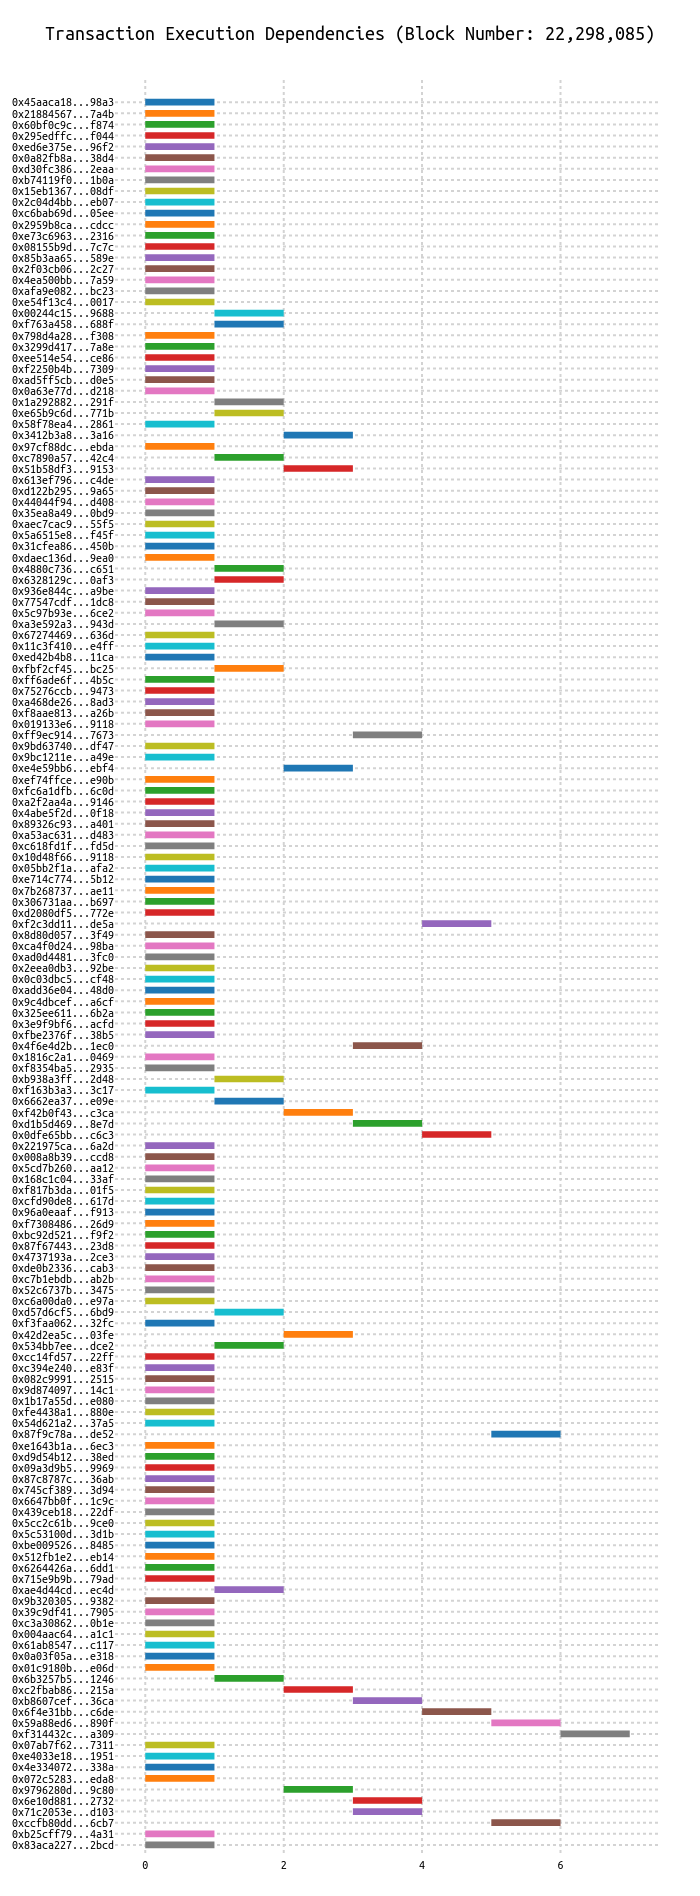 Transaction Execution Dependencies (Block Number: 22,298,085)
0x45aaca18...98a3
0x21884567...7a4b
0x60bf0c9c...f874
0x295edffc...f044
0xed6e375e...96f2
0x0a82fb8a...38d4
0xd30fc386...2eaa
0xb74119f0...1b0a
0x15eb1367...08df
0x2c04d4bb...eb07
0xc6bab69d...05ee
0x2959b8ca...cdcc
0xe73c6963...2316
0x08155b9d...7c7c
0x85b3aa65...589e
0x2f03cb06...2c27
0x4ea500bb...7a59
0xafa9e082...bc23
0xe54f13c4...0017
0x00244c15...9688
0xf763a458...688f
0x798d4a28...f308
0x3299d417...7a8e
0xee514e54...ce86
0xf2250b4b...7309
0xad5ff5cb...d0e5
0x0a63e77d...d218
0x1a292882...291f
0xe65b9c6d...771b
0x58f78ea4...2861
0x3412b3a8...3a16
0x97cf88dc...ebda
0xc7890a57...42c4
0x51b58df3...9153
0x613ef796...c4de
0xd122b295...9a65
0x44044f94...d408
0x35ea8a49...0bd9
0xaec7cac9...55f5
0x5a6515e8...f45f
0x31cfea86...450b
0xdaec136d...9ea0
0x4880c736...c651
0x6328129c...0af3
0x936e844c...a9be
0x77547cdf...1dc8
0x5c97b93e...6ce2
0xa3e592a3...943d
0x67274469...636d
0x11c3f410...e4ff
0xed42b4b8...11ca
0xfbf2cf45...bc25
0xff6ade6f...4b5c
0x75276ccb...9473
0xa468de26...8ad3
0xf8aae813...a26b
0x019133e6...9118
0xff9ec914...7673
0x9bd63740...df47
0x9bc1211e...a49e
0xe4e59bb6...ebf4
0xef74ffce...e90b
0xfc6a1dfb...6c0d
0xa2f2aa4a...9146
0x4abe5f2d...0f18
0x89326c93...a401
0xa53ac631...d483
0xc618fd1f...fd5d
0x10d48f66...9118
0x05bb2f1a...afa2
0xe714c774...5b12
0x7b268737...ae11
0x306731aa...b697
0xd2080df5...772e
0xf2c3dd11...de5a
0x8d80d057...3f49
0xca4f0d24...98ba
0xad0d4481...3fc0
0x2eea0db3...92be
0x0c03dbc5...cf48
0xadd36e04...48d0
0x9c4dbcef...a6cf
0x325ee611...6b2a
0x3e9f9bf6...acfd
0xfbe2376f...38b5
0x4f6e4d2b...1ec0
0x1816c2a1...0469
0xf8354ba5...2935
0xb938a3ff...2d48
0xf163b3a3...3c17
0x6662ea37...e09e
0xf42b0f43...c3ca
0xd1b5d469...8e7d
0x0dfe65bb...c6c3
0x221975ca...6a2d
0x008a8b39...ccd8
0x5cd7b260...aa12
0x168c1c04...33af
0xf817b3da...01f5
0xcfd90de8...617d
0x96a0eaaf...f913
0xf7308486...26d9
0xbc92d521...f9f2
0x87f67443...23d8
0x4737193a...2ce3
0xde0b2336...cab3
0xc7b1ebdb...ab2b
0x52c6737b...3475
0xc6a00da0...e97a
0xd57d6cf5...6bd9
0xf3faa062...32fc
0x42d2ea5c...03fe
0x534bb7ee...dce2
0xcc14fd57...22ff
0xc394e240...e83f
0x082c9991...2515
0x9d874097...14c1
0x1b17a55d...e080
0xfe4438a1...880e
0x54d621a2...37a5
0x87f9c78a...de52
0xe1643b1a...6ec3
0xd9d54b12...38ed
0x09a3d9b5...9969
0x87c8787c...36ab
0x745cf389...3d94
0x6647bb0f...1c9c
0x439ceb18...22df
0x5cc2c61b...9ce0
0x5c53100d...3d1b
0xbe009526...8485
0x512fb1e2...eb14
0x6264426a...6dd1
0x715e9b9b...79ad
0xae4d44cd...ec4d
0x9b320305...9382
0x39c9df41...7905
0xc3a30862...0b1e
0x004aac64...a1c1
0x61ab8547...c117
0x0a03f05a...e318
0x01c9180b...e06d
0x6b3257b5...1246
0xc2fbab86...215a
0xb8607cef...36ca
0x6f4e31bb...c6de
0x59a88ed6...890f
0xf314432c...a309
0x07ab7f62...7311
0xe4033e18...1951
0x4e334072...338a
0x072c5283...eda8
0x9796280d...9c80
0x6e10d881...2732
0x71c2053e...d103
0xccfb80dd...6cb7
0xb25cff79...4a31
0x83aca227...2bcd
0 2 4 6